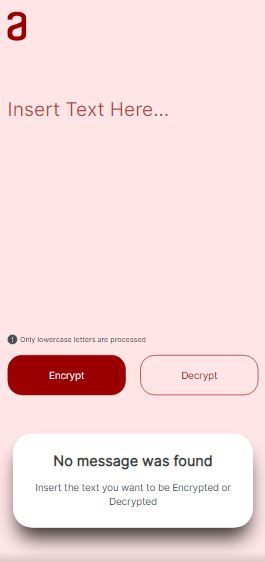 a
Insert Text Here...
! Only lowercase letters are processed
Encrypt
Decrypt
No message was found
Insert the text you want to be Encrypted or
Decrypted